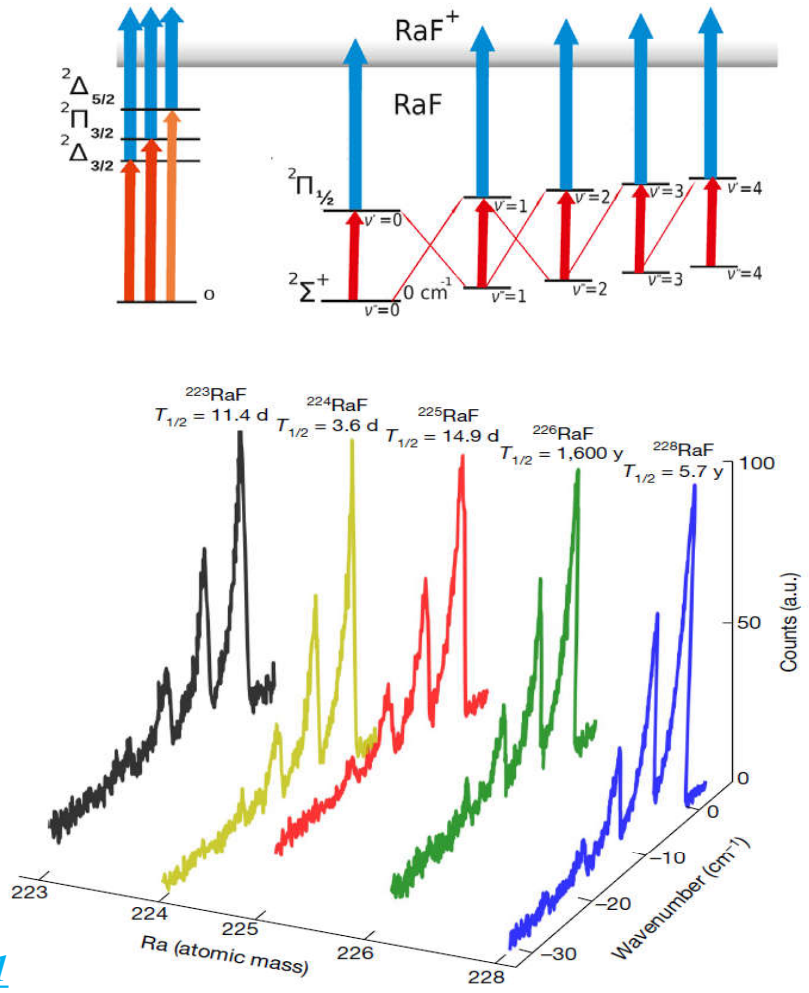 RaF⁺
RaF
²Δ₅/₂
²Π₃/₂
²Δ₃/₂
0
²Π½
ν'=0
ν'=1
ν'=2
ν'=3
ν'=4
²Σ⁺
0 cm⁻¹
ν"=0
ν"=1
ν"=2
ν"=3
ν"=4
²²³RaF
T₁/₂ = 11.4 d
²²⁴RaF
T₁/₂ = 3.6 d
²²⁵RaF
T₁/₂ = 14.9 d
²²⁶RaF
T₁/₂ = 1,600 y
²²⁸RaF
T₁/₂ = 5.7 y
100
50
0
Counts (a.u.)
0
−10
−20
−30
Wavenumber (cm⁻¹)
223
224
225
226
228
Ra (atomic mass)